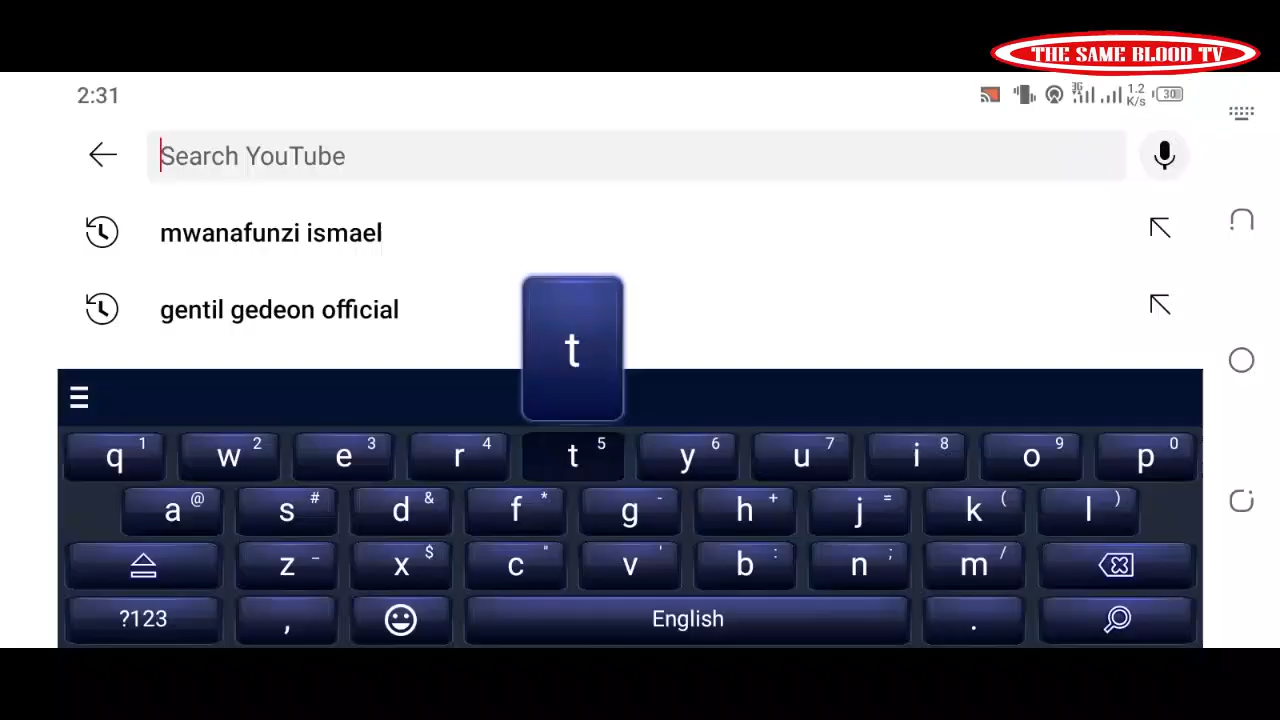 THE SAME BLOOD TV
2:31
3G
1.2
K/s
30
Search YouTube
mwanafunzi ismael
gentil gedeon official
t
q 1 w 2 e 3 r 4 t 5 y 6 u 7 i 8 o 9 p 0
a @ s # d & f * g - h + j = k ( l )
z _ x $ c " v ' b : n ; m /
?123 , English .